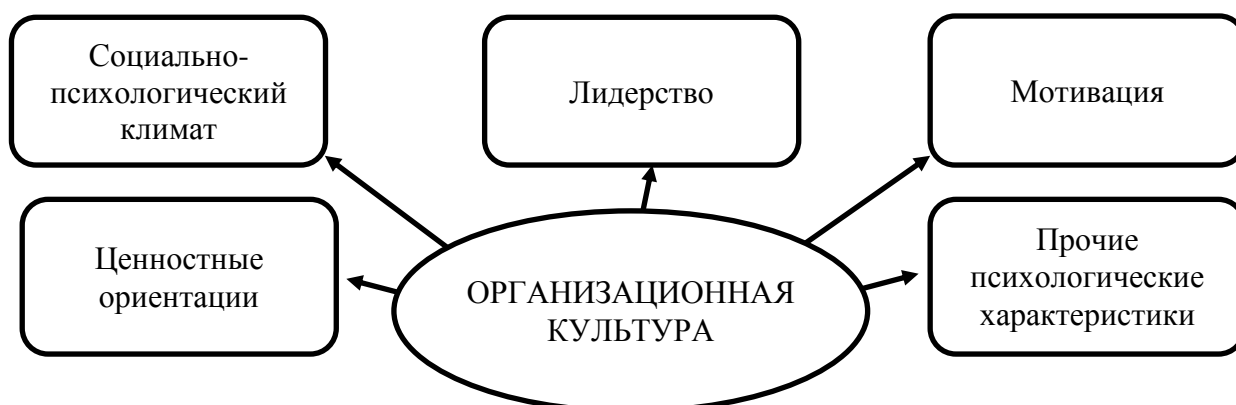 Социально-
психологический
климат
Лидерство
Мотивация
Ценностные
ориентации
ОРГАНИЗАЦИОННАЯ
КУЛЬТУРА
Прочие
психологические
характеристики